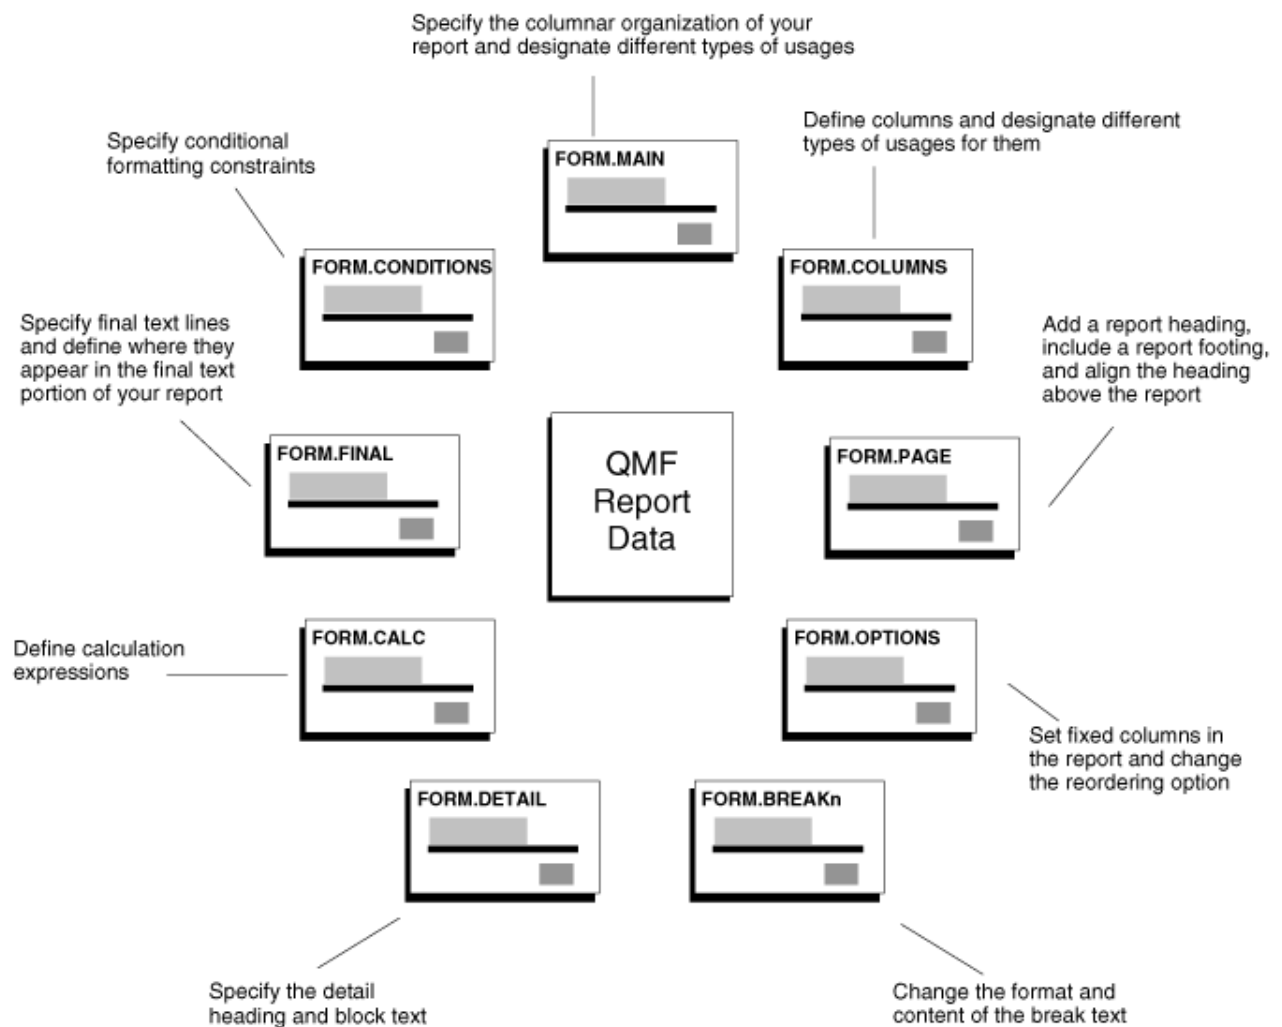 Specify the columnar organization of your
report and designate different types of usages
Define columns and designate different
types of usages for them
Specify conditional
formatting constraints
FORM.MAIN
FORM.CONDITIONS
FORM.COLUMNS
Specify final text lines
and define where they
appear in the final text
portion of your report
Add a report heading,
include a report footing,
and align the heading
above the report
FORM.FINAL
QMF
Report
Data
FORM.PAGE
Define calculation
expressions
FORM.CALC
FORM.OPTIONS
Set fixed columns in
the report and change
the reordering option
FORM.DETAIL
FORM.BREAKn
Specify the detail
heading and block text
Change the format and
content of the break text